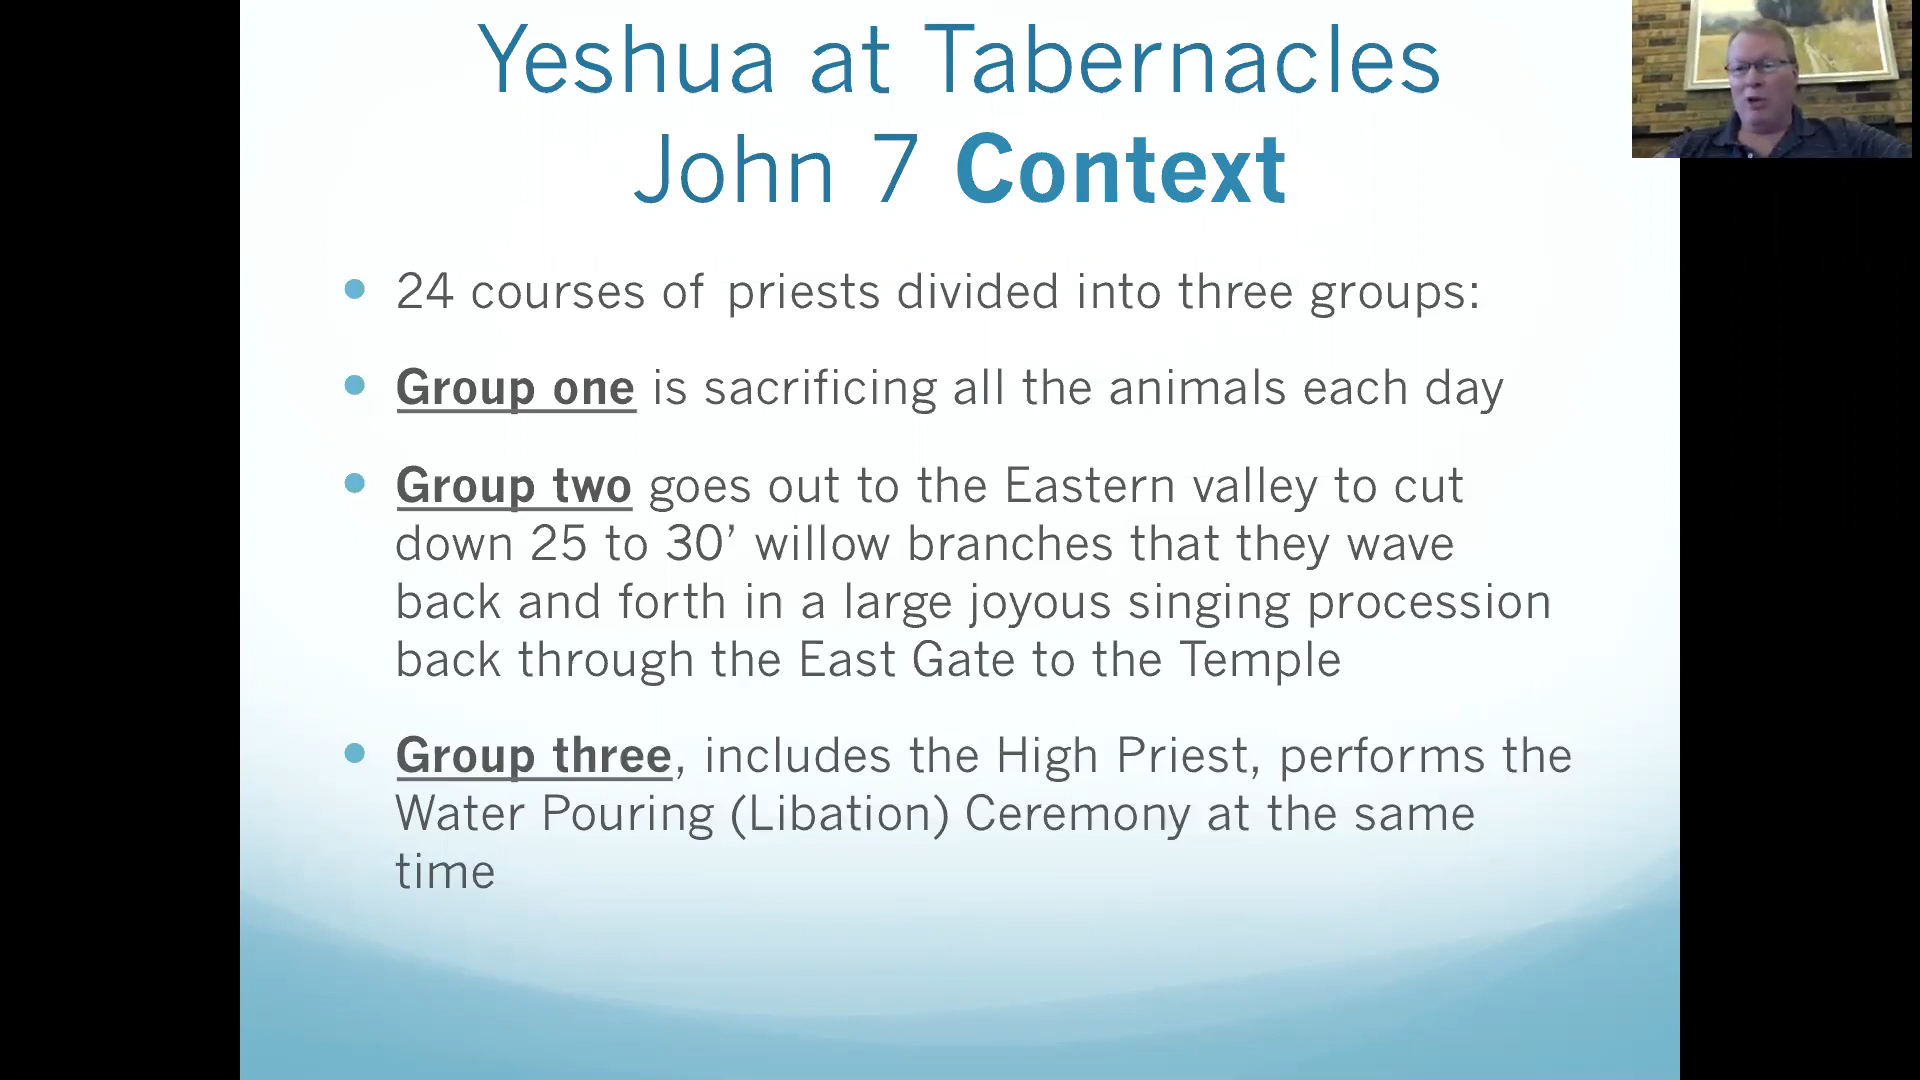 Yeshua at Tabernacles
John 7 Context
• 24 courses of priests divided into three groups:
• Group one is sacrificing all the animals each day
• Group two goes out to the Eastern valley to cut
down 25 to 30’ willow branches that they wave
back and forth in a large joyous singing procession
back through the East Gate to the Temple
• Group three, includes the High Priest, performs the
Water Pouring (Libation) Ceremony at the same
time